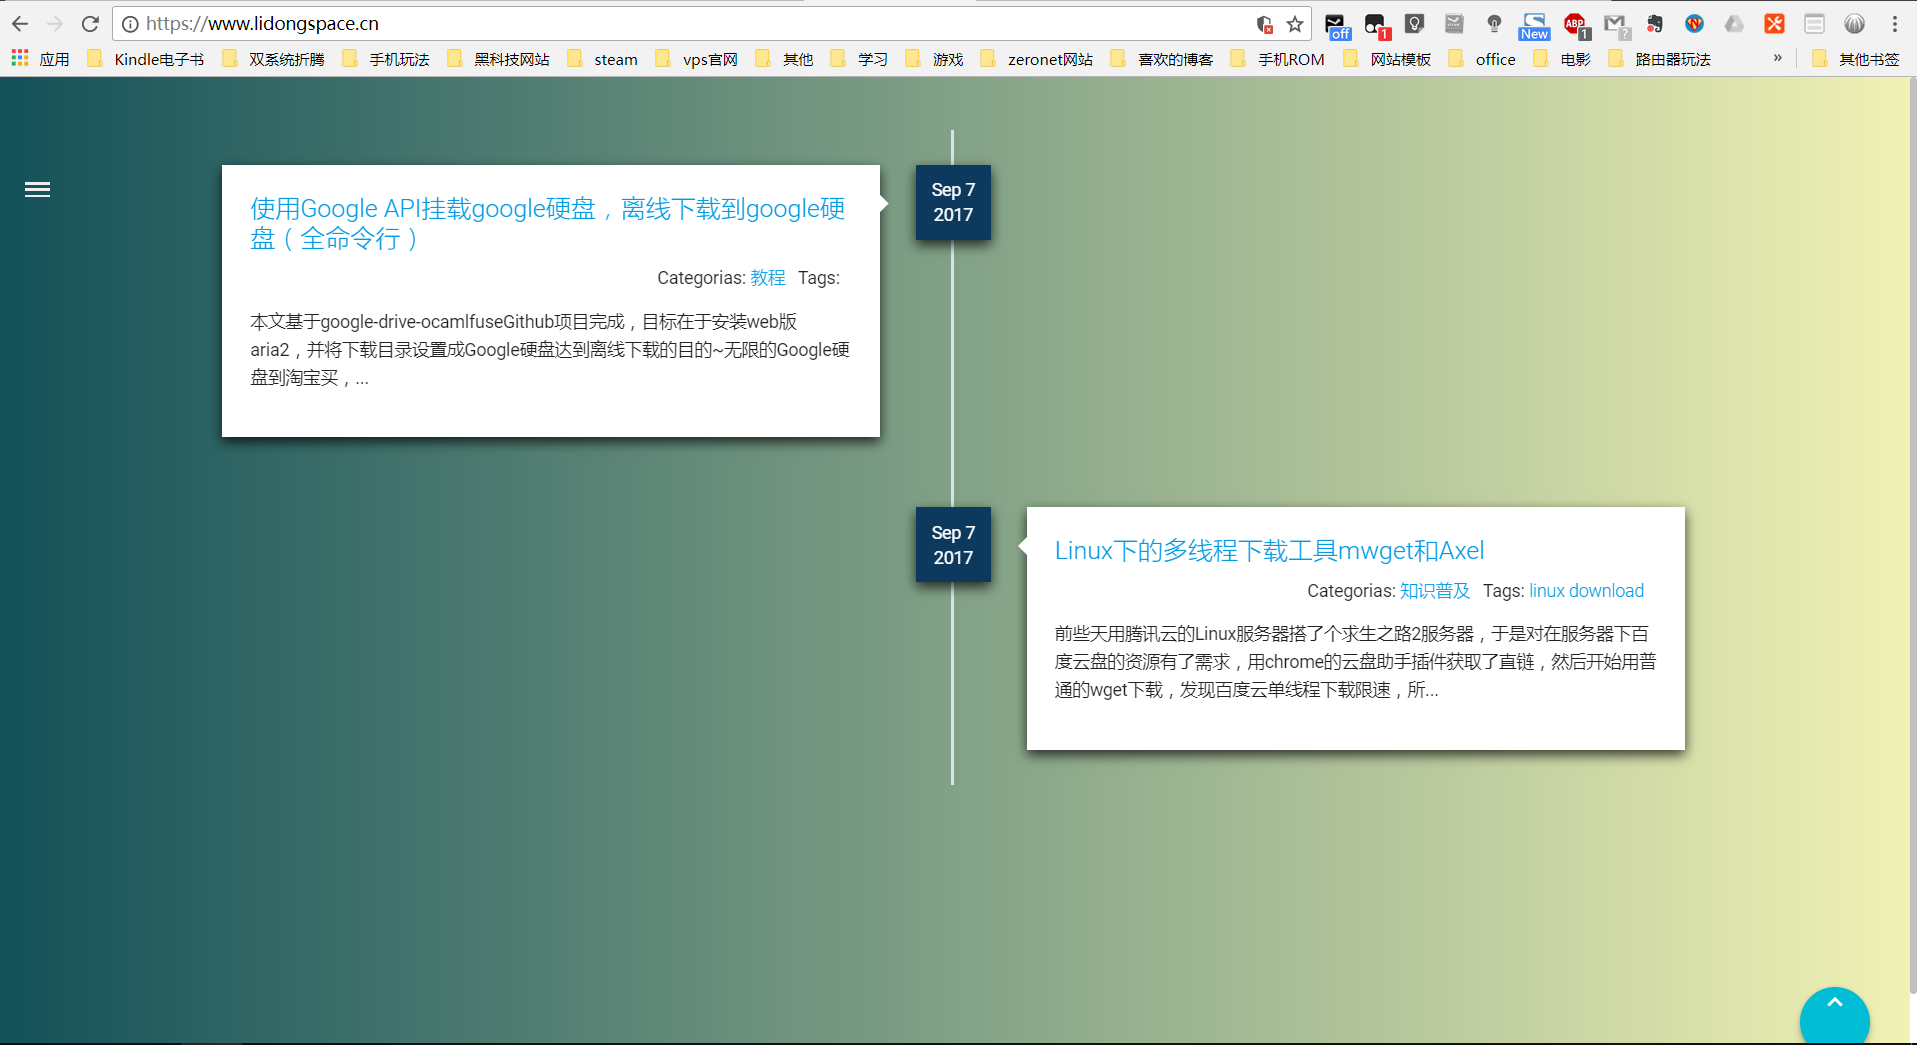 https://www.lidongspace.cn
off
1
New
ABP
1
?
应用 Kindle电子书 双系统折腾 手机玩法 黑科技网站 steam vps官网 其他 学习 游戏 zeronet网站 喜欢的博客 手机ROM 网站模板 office 电影 路由器玩法 » 其他书签
Sep 7
2017
使用Google API挂载google硬盘，离线下载到google硬
盘（全命令行）
Categorias: 教程 Tags:
本文基于google-drive-ocamlfuseGithub项目完成，目标在于安装web版
aria2，并将下载目录设置成Google硬盘达到离线下载的目的~无限的Google硬
盘到淘宝买，...
Sep 7
2017
Linux下的多线程下载工具mwget和Axel
Categorias: 知识普及 Tags: linux download
前些天用腾讯云的Linux服务器搭了个求生之路2服务器，于是对在服务器下百
度云盘的资源有了需求，用chrome的云盘助手插件获取了直链，然后开始用普
通的wget下载，发现百度云单线程下载限速，所...